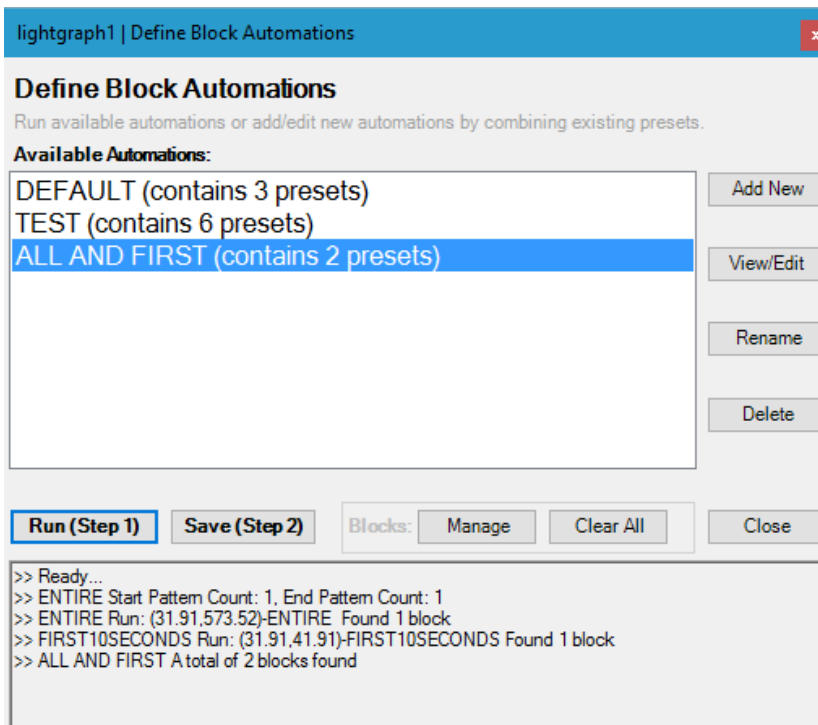 lightgraph1 | Define Block Automations
x
Define Block Automations
Run available automations or add/edit new automations by combining existing presets.
Available Automations:
DEFAULT (contains 3 presets)
TEST (contains 6 presets)
ALL AND FIRST (contains 2 presets)
Add New
View/Edit
Rename
Delete
Run (Step 1)
Save (Step 2)
Blocks:
Manage
Clear All
Close
>> Ready...
>> ENTIRE Start Pattern Count: 1, End Pattern Count: 1
>> ENTIRE Run: (31.91,573.52)-ENTIRE Found 1 block
>> FIRST10SECONDS Run: (31.91,41.91)-FIRST10SECONDS Found 1 block
>> ALL AND FIRST A total of 2 blocks found